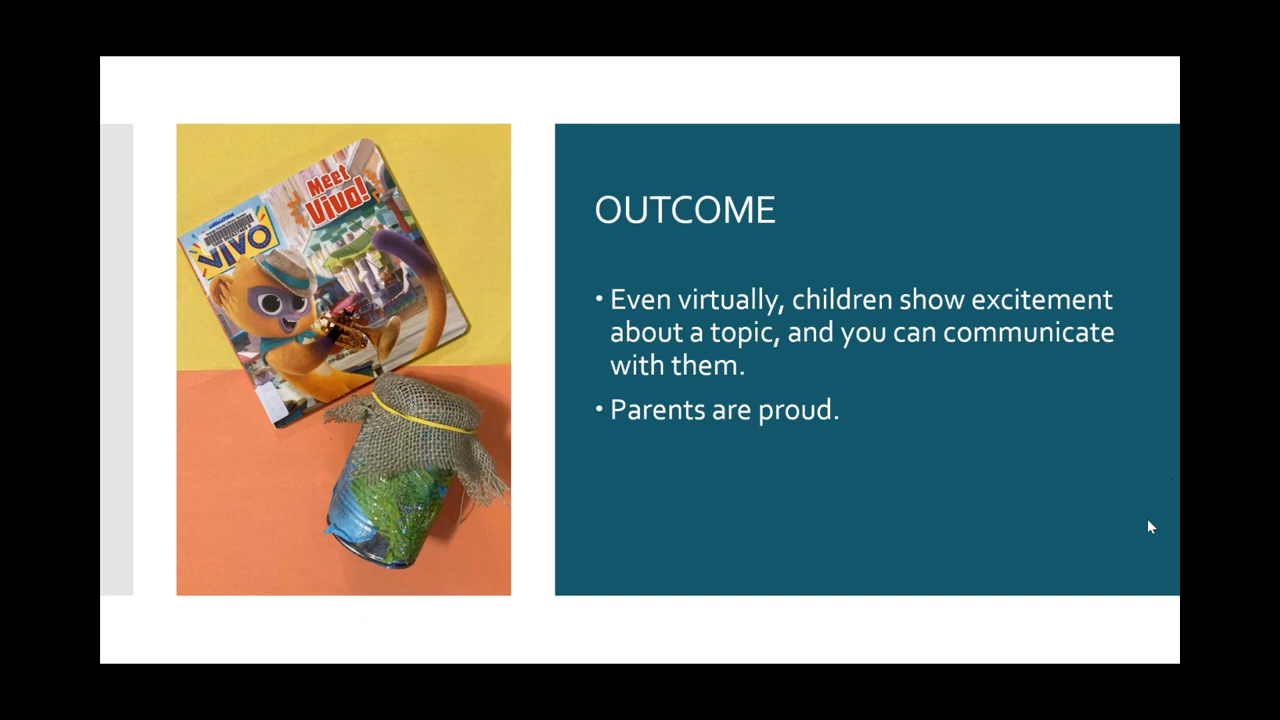 Meet
Vivo!
ANIMATION
VIVO
OUTCOME
• Even virtually, children show excitement
about a topic, and you can communicate
with them.
• Parents are proud.